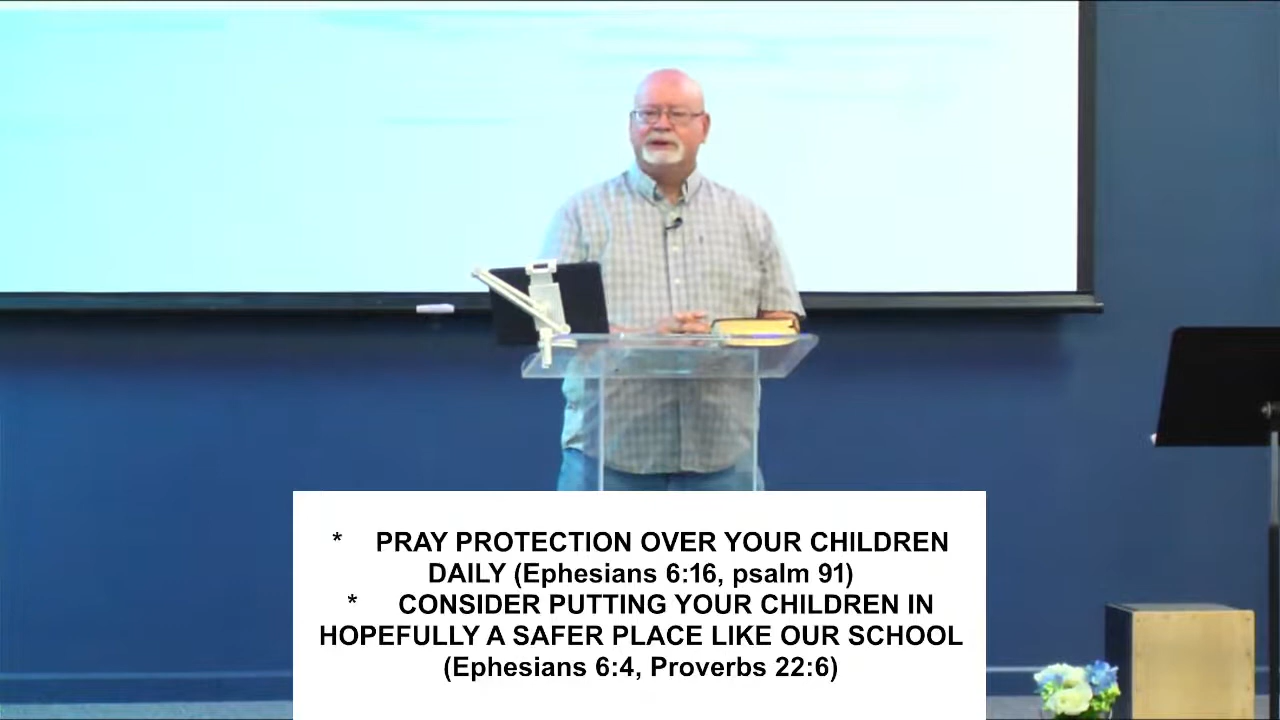 * PRAY PROTECTION OVER YOUR CHILDREN
DAILY (Ephesians 6:16, psalm 91)
* CONSIDER PUTTING YOUR CHILDREN IN
HOPEFULLY A SAFER PLACE LIKE OUR SCHOOL
(Ephesians 6:4, Proverbs 22:6)